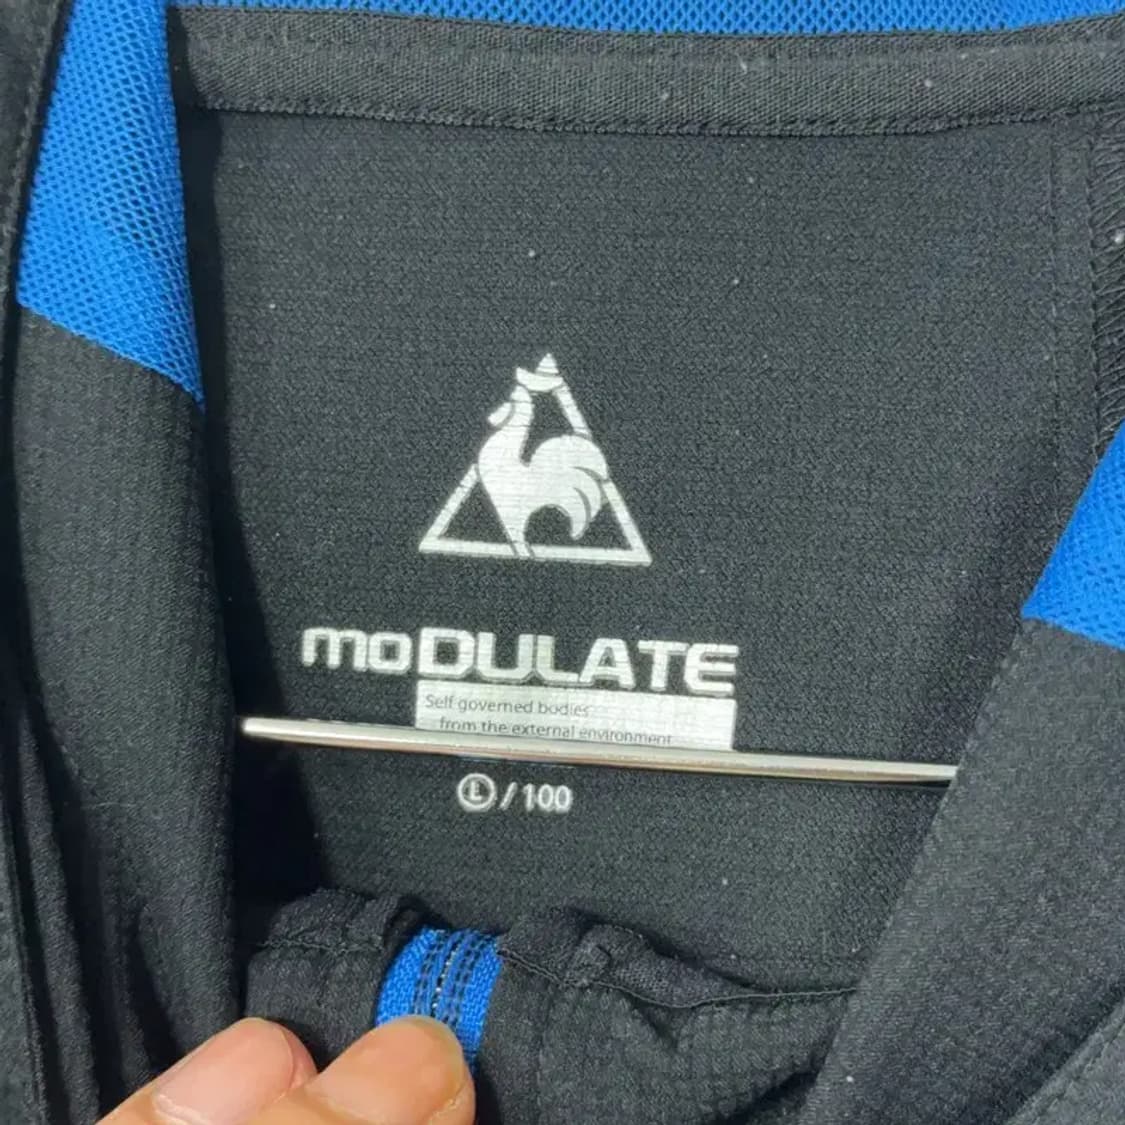 moDULATE
Self governed bodies
from the external environment
Ⓛ/100